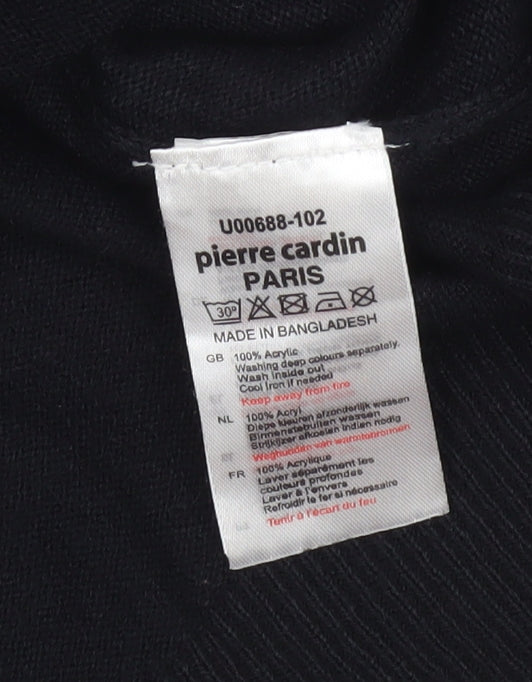 U00688-102
pierre cardin
PARIS
30°
MADE IN BANGLADESH
GB 100% Acrylic
Washing deep colours separately.
Wash inside out
Cool Iron if needed
Keep away from fire
NL 100% Acryl
Diepe kleuren afzonderlijk wassen
Binnenstebuiten wassen
Strijkijzer afkoelen indien nodig
Weghouden van warmtebronnen
FR 100% Acrylique
Laver séparément les
couleurs profondes
Laver à l'envers
Refroidir le fer si nécessaire
Tenir à l'écart du feu